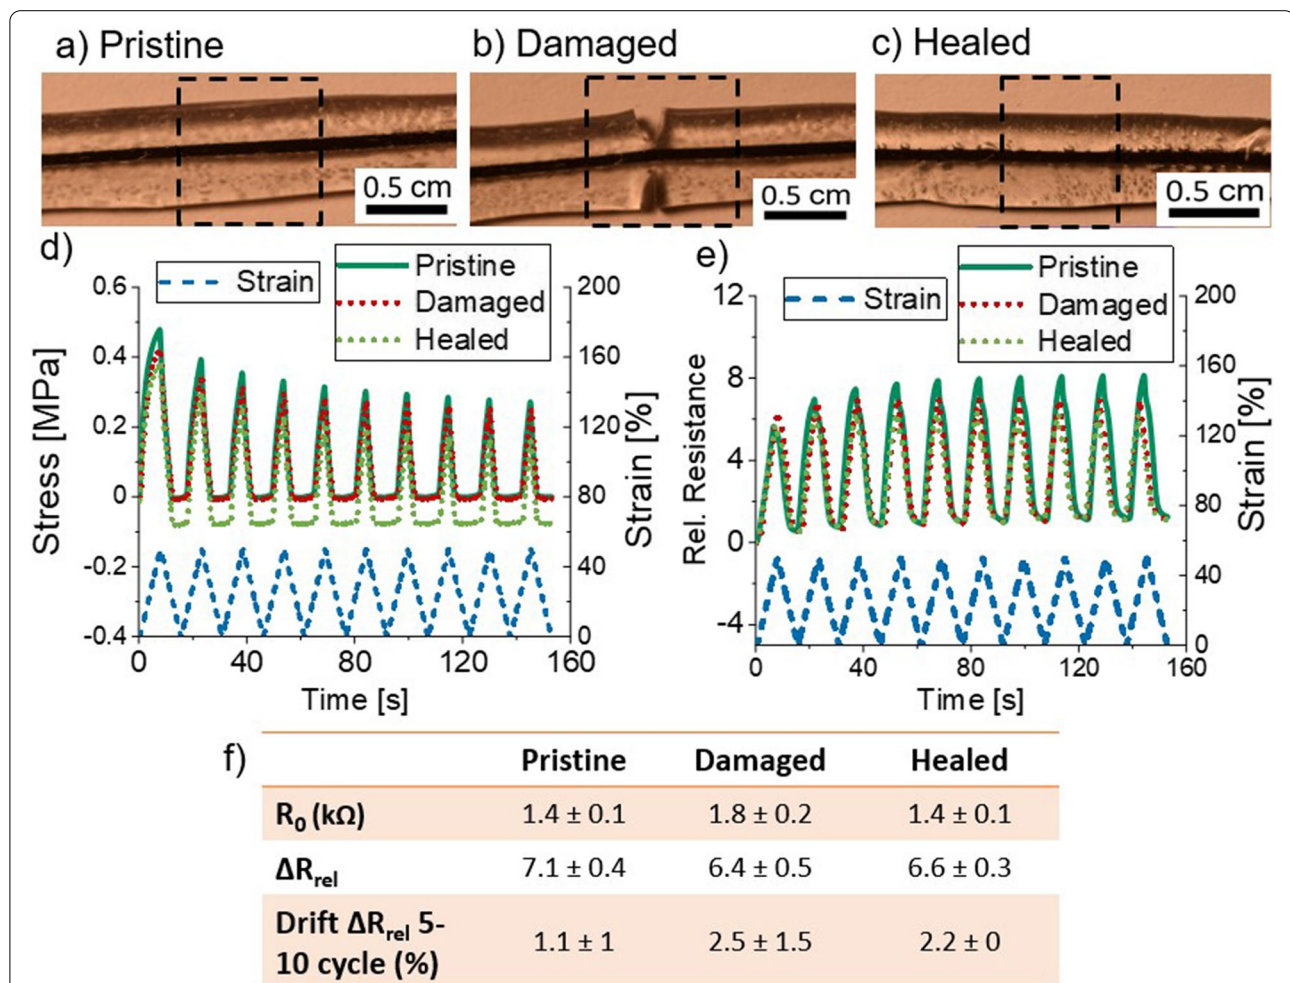 a) Pristine
b) Damaged
c) Healed
0.5 cm
0.5 cm
0.5 cm
d)
Strain
Pristine
Damaged
Healed
0.6
0.4
0.2
0
-0.2
-0.4
Stress [MPa]
200
160
120
80
40
0
Strain [%]
0
40
80
120
160
Time [s]
e)
Strain
Pristine
Damaged
Healed
12
8
4
0
-4
Rel. Resistance
200
160
120
80
40
0
Strain [%]
0
40
80
120
160
Time [s]
f)
Pristine Damaged Healed
R₀ (kΩ) 1.4 ± 0.1 1.8 ± 0.2 1.4 ± 0.1
ΔRrel 7.1 ± 0.4 6.4 ± 0.5 6.6 ± 0.3
Drift ΔRrel 5-
10 cycle (%) 1.1 ± 1 2.5 ± 1.5 2.2 ± 0